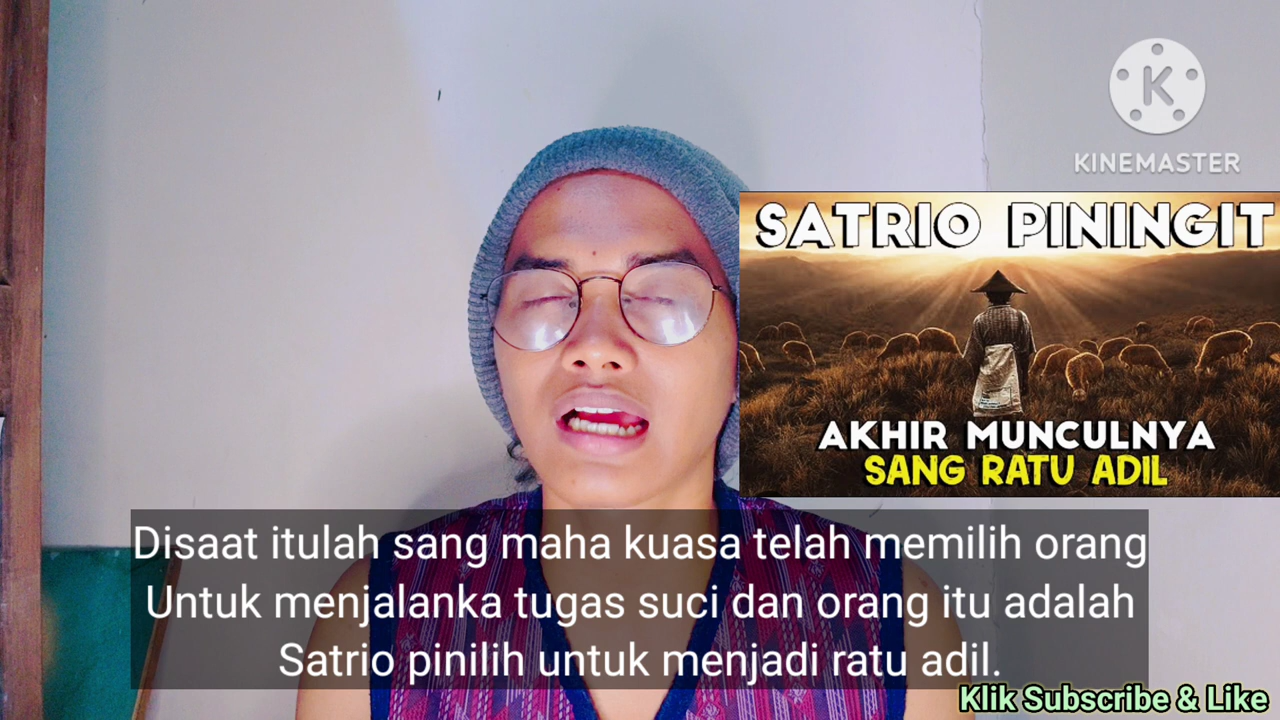 KINEMASTER
SATRIO PININGIT
AKHIR MUNCULNYA
SANG RATU ADIL
Disaat itulah sang maha kuasa telah memilih orang
Untuk menjalanka tugas suci dan orang itu adalah
Satrio pinilih untuk menjadi ratu adil.
Klik Subscribe & Like